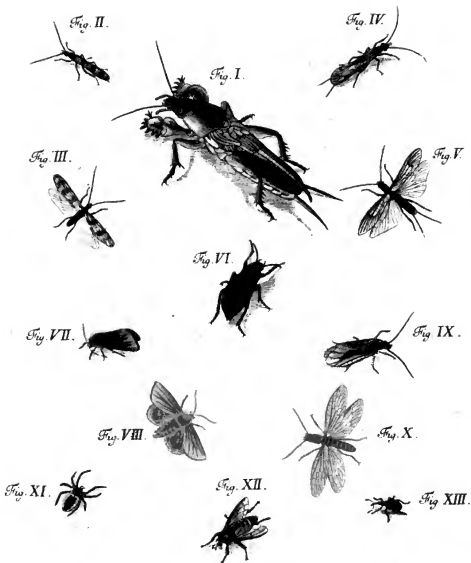 Fig. II.
Fig. IV.
Fig. I.
Fig. III.
Fig. V.
Fig. VI.
Fig. VII.
Fig. IX.
Fig. VIII.
Fig. X.
Fig. XI.
Fig. XII.
Fig. XIII.